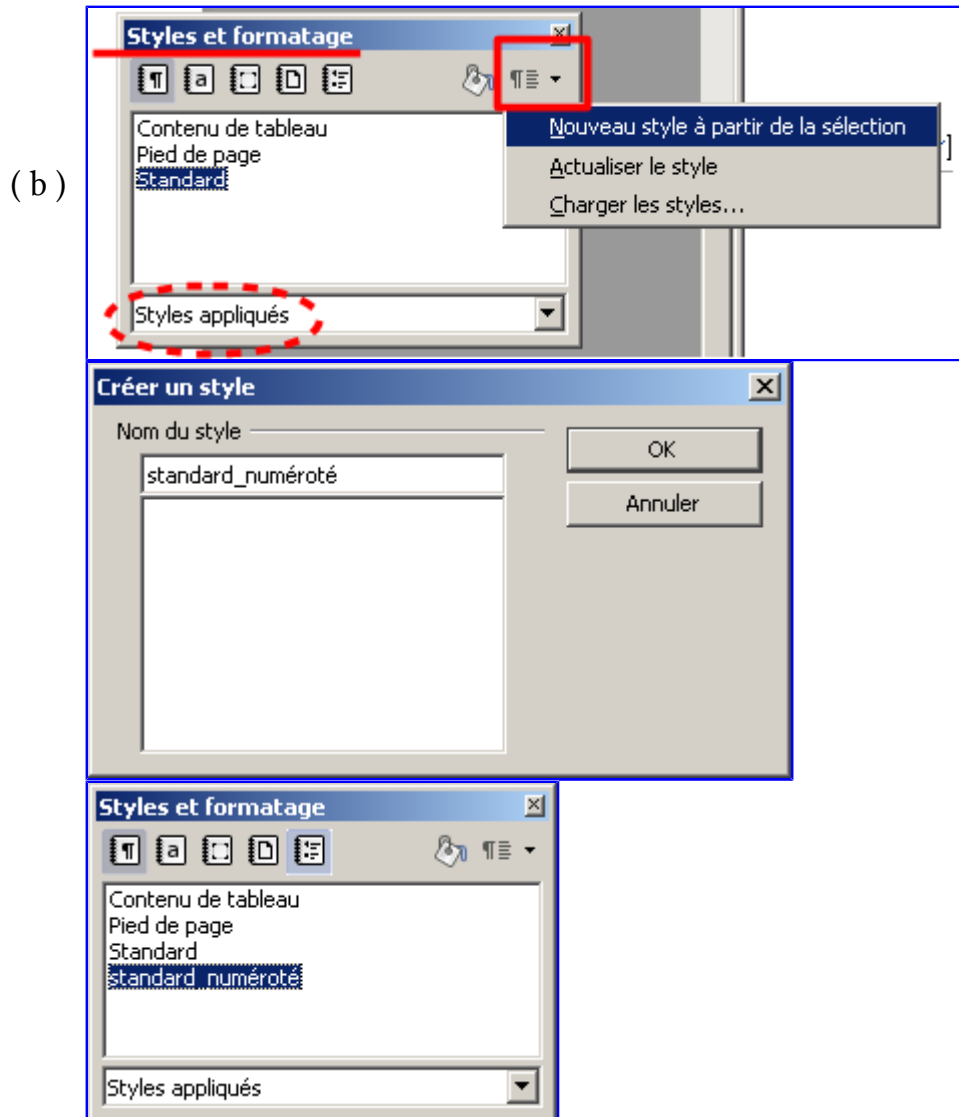 Styles et formatage
Contenu de tableau
Pied de page
Standard
Nouveau style à partir de la sélection
Actualiser le style
Charger les styles...
]
(b)
Styles appliqués
Créer un style
Nom du style
OK
standard_numéroté
Annuler
Styles et formatage
Contenu de tableau
Pied de page
Standard
standard_numéroté
Styles appliqués